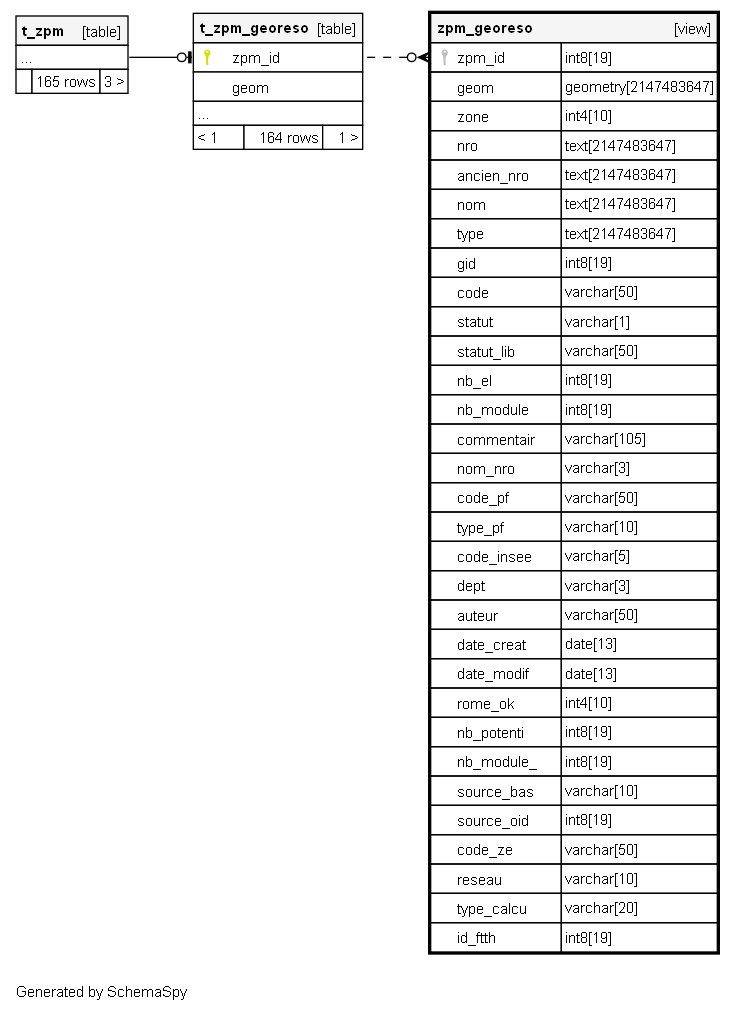 t_zpm [table]
...
165 rows 3 >
t_zpm_georeso [table]
zpm_id
geom
...
< 1 164 rows 1 >
zpm_georeso [view]
zpm_id int8[19]
geom geometry[2147483647]
zone int4[10]
nro text[2147483647]
ancien_nro text[2147483647]
nom text[2147483647]
type text[2147483647]
gid int8[19]
code varchar[50]
statut varchar[1]
statut_lib varchar[50]
nb_el int8[19]
nb_module int8[19]
commentair varchar[105]
nom_nro varchar[3]
code_pf varchar[50]
type_pf varchar[10]
code_insee varchar[5]
dept varchar[3]
auteur varchar[50]
date_creat date[13]
date_modif date[13]
rome_ok int4[10]
nb_potenti int8[19]
nb_module_ int8[19]
source_bas varchar[10]
source_oid int8[19]
code_ze varchar[50]
reseau varchar[10]
type_calcu varchar[20]
id_ftth int8[19]
Generated by SchemaSpy